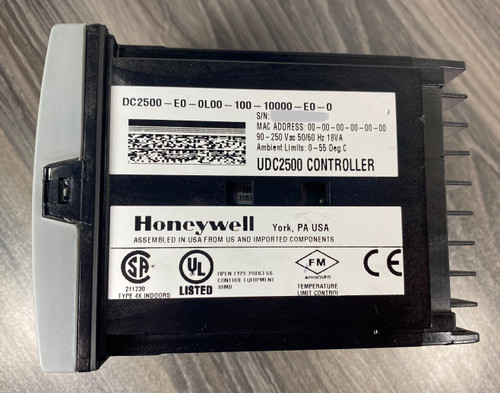 DC2500-E0-0L00-100-10000-E0-0
S/N:
MAC ADDRESS: 00-00-00-00-00-00
90-250 Vac 50/60 Hz 18VA
Ambient Limits: 0-55 Deg.C
UDC2500 CONTROLLER
Honeywell York, PA USA
ASSEMBLED IN USA FROM US AND IMPORTED COMPONENTS
SA
211230
TYPE 4X INDOORS
UL
LISTED
OPEN TYPE PROCESS
CONTROL EQUIPMENT
FM
APPROVED
TEMPERATURE
LIMIT CONTROL
CE